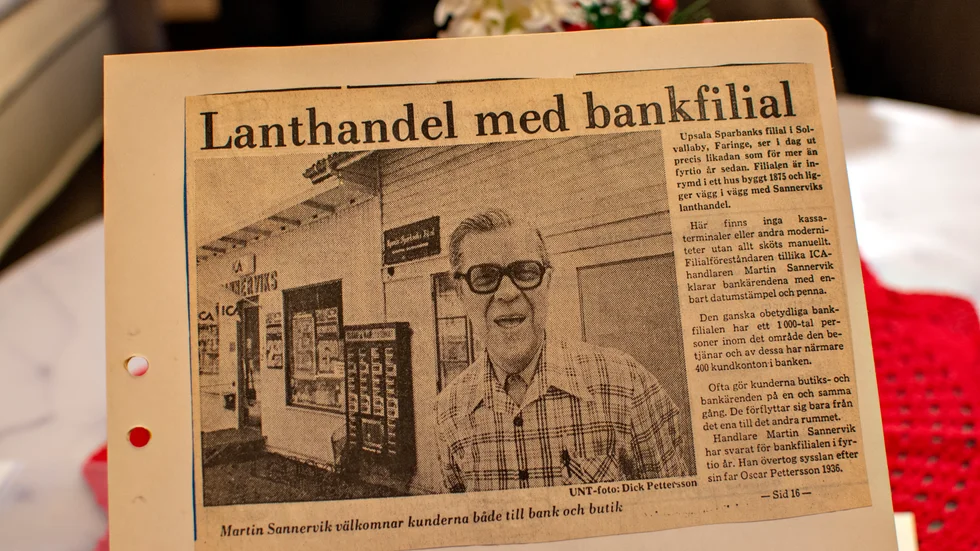 Lanthandel med bankfilial
Upsala Sparbanks filial i Sol-
vallaby, Faringe, ser i dag ut
precis likadan som för mer än
fyrtio år sedan. Filialen är in-
rymd i ett hus byggt 1875 och lig-
ger vägg i vägg med Sannerviks
lanthandel.
Här finns inga kassa-
terminaler eller andra moderni-
teter utan allt sköts manuellt.
Filialföreståndaren tillika ICA-
handlaren Martin Sannervik
klarar bankärendena med en-
bart datumstämpel och penna.
Den ganska obetydliga bank-
filialen har ett 1 000-tal per-
soner inom det område den be-
tjänar och av dessa har närmare
400 kundkonton i banken.
Ofta gör kunderna butiks- och
bankärenden på en och samma
gång. De förflyttar sig bara från
det ena till det andra rummet.
Handlare Martin Sannervik
har svarat för bankfilialen i fyr-
tio år. Han övertog sysslan efter
sin far Oscar Pettersson 1936.
— Sid 16 —
ICA
ICA
UNT-foto: Dick Pettersson
Martin Sannervik välkomnar kunderna både till bank och butik